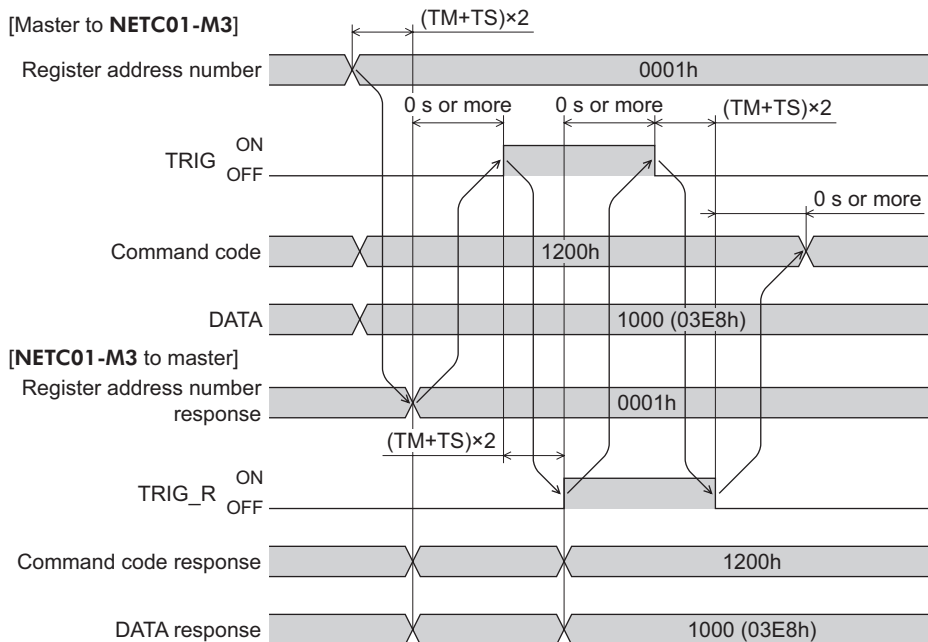 [Master to NETC01-M3]
(TM+TS)×2
Register address number
0001h
0 s or more
0 s or more
(TM+TS)×2
TRIG
ON
OFF
0 s or more
Command code
1200h
DATA
1000 (03E8h)
[NETC01-M3 to master]
Register address number
response
0001h
(TM+TS)×2
TRIG_R
ON
OFF
Command code response
1200h
DATA response
1000 (03E8h)